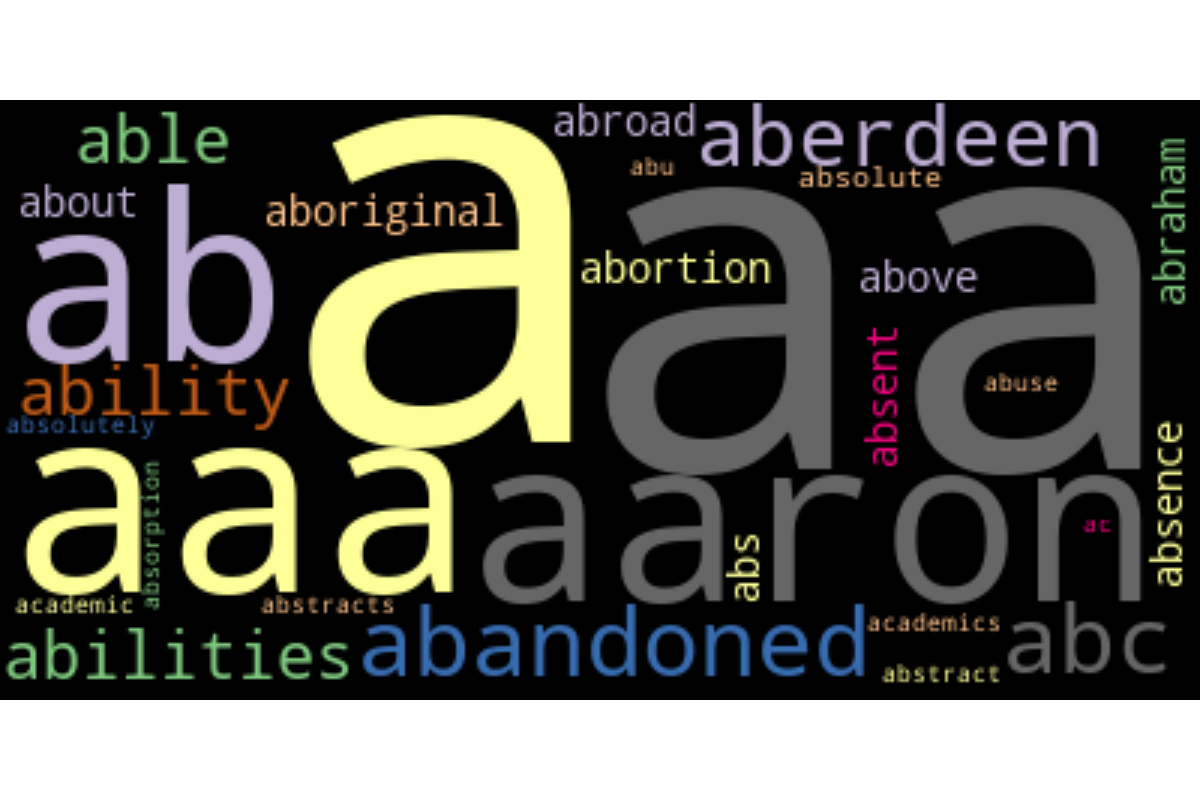 able
abroad
aberdeen
abu
absolute
abraham
about
aboriginal
a
aa
ab
abortion
above
absent
abuse
ability
absolutely
aaa
absorption
aaron
abs
ac
absence
academic
abstracts
abilities
abandoned
academics
abstract
abc